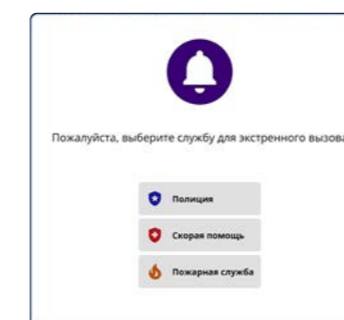 Пожалуйста, выберите службу для экстренного вызова
Полиция
Скорая помощь
Пожарная служба